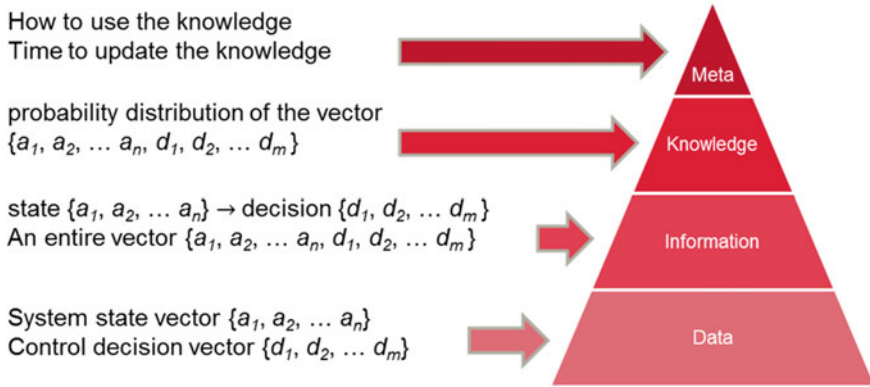 How to use the knowledge
Time to update the knowledge
Meta
probability distribution of the vector
{a₁, a₂, … aₙ, d₁, d₂, … dₘ}
Knowledge
state {a₁, a₂, … aₙ} → decision {d₁, d₂, … dₘ}
An entire vector {a₁, a₂, … aₙ, d₁, d₂, … dₘ}
Information
System state vector {a₁, a₂, … aₙ}
Control decision vector {d₁, d₂, … dₘ}
Data